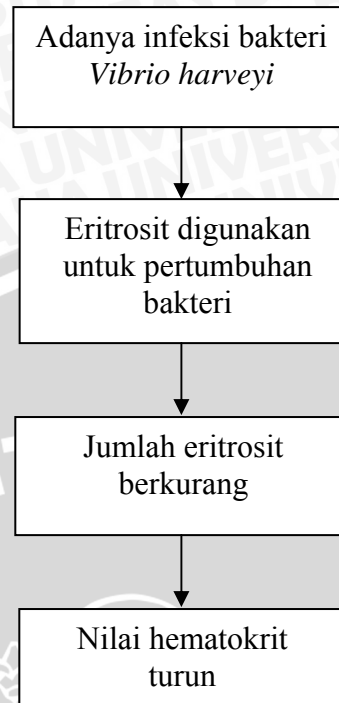 Adanya infeksi bakteri
Vibrio harveyi
Eritrosit digunakan
untuk pertumbuhan
bakteri
Jumlah eritrosit
berkurang
Nilai hematokrit
turun